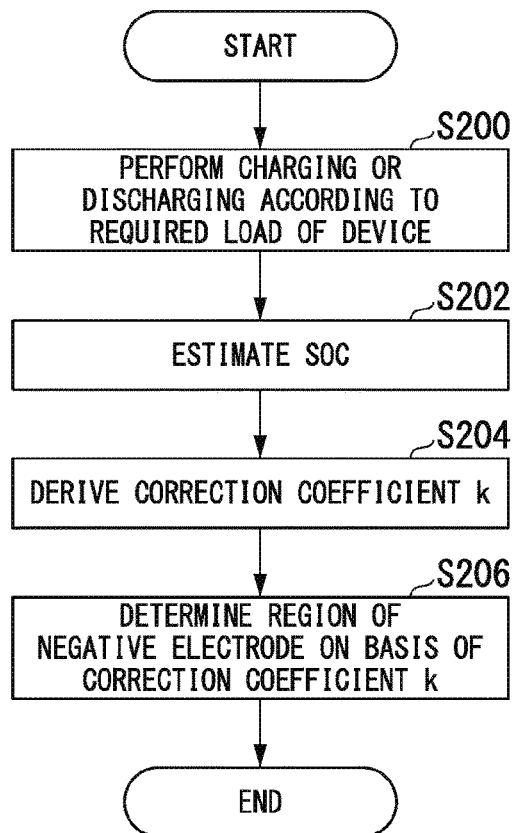 START
S200
PERFORM CHARGING OR
DISCHARGING ACCORDING TO
REQUIRED LOAD OF DEVICE
S202
ESTIMATE SOC
S204
DERIVE CORRECTION COEFFICIENT k
S206
DETERMINE REGION OF
NEGATIVE ELECTRODE ON BASIS OF
CORRECTION COEFFICIENT k
END